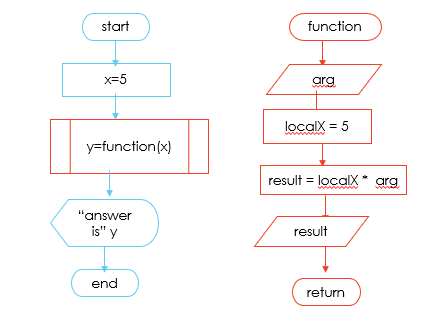 start
x=5
y=function(x)
“answer
is” y
end
function
arg
localX = 5
result = localX * arg
result
return